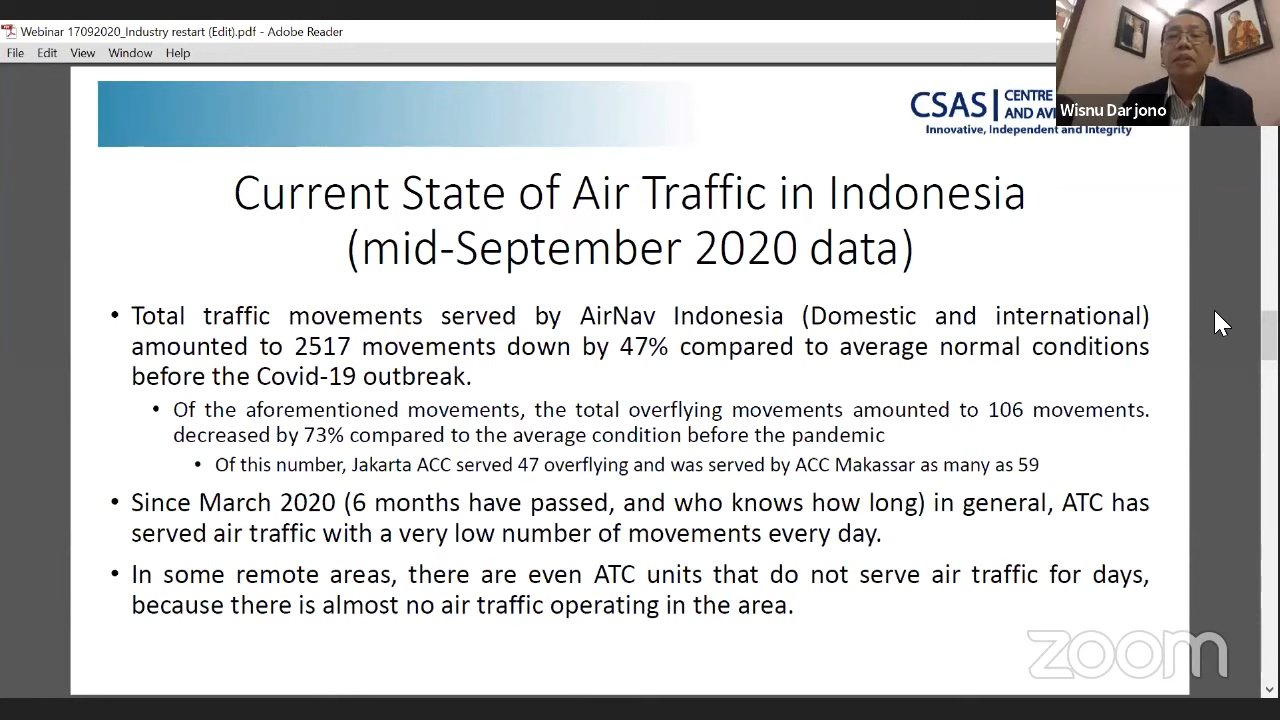 Webinar 17092020_Industry restart (Edit).pdf - Adobe Reader
File Edit View Window Help
CSAS
CENTRE
AND AVI
Innovative, Independent and Integrity
Wisnu Darjono
Current State of Air Traffic in Indonesia
(mid-September 2020 data)
• Total traffic movements served by AirNav Indonesia (Domestic and international)
amounted to 2517 movements down by 47% compared to average normal conditions
before the Covid-19 outbreak.
• Of the aforementioned movements, the total overflying movements amounted to 106 movements.
decreased by 73% compared to the average condition before the pandemic
• Of this number, Jakarta ACC served 47 overflying and was served by ACC Makassar as many as 59
• Since March 2020 (6 months have passed, and who knows how long) in general, ATC has
served air traffic with a very low number of movements every day.
• In some remote areas, there are even ATC units that do not serve air traffic for days,
because there is almost no air traffic operating in the area.
zoom